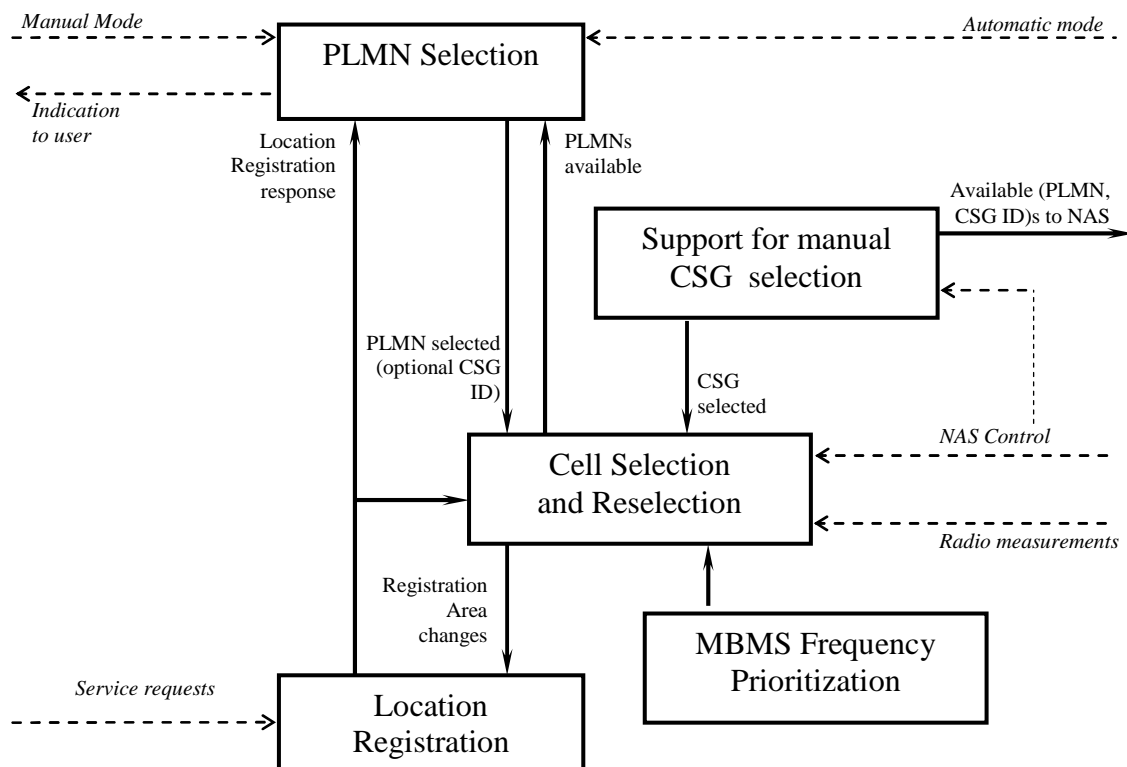 Manual Mode
PLMN Selection
Automatic mode
Indication
to user
Location
Registration
response
PLMNs
available
Available (PLMN,
CSG ID)s to NAS
Support for manual
CSG selection
PLMN selected
(optional CSG
ID)
CSG
selected
NAS Control
Cell Selection
and Reselection
Radio measurements
Registration
Area
changes
MBMS Frequency
Prioritization
Service requests
Location
Registration